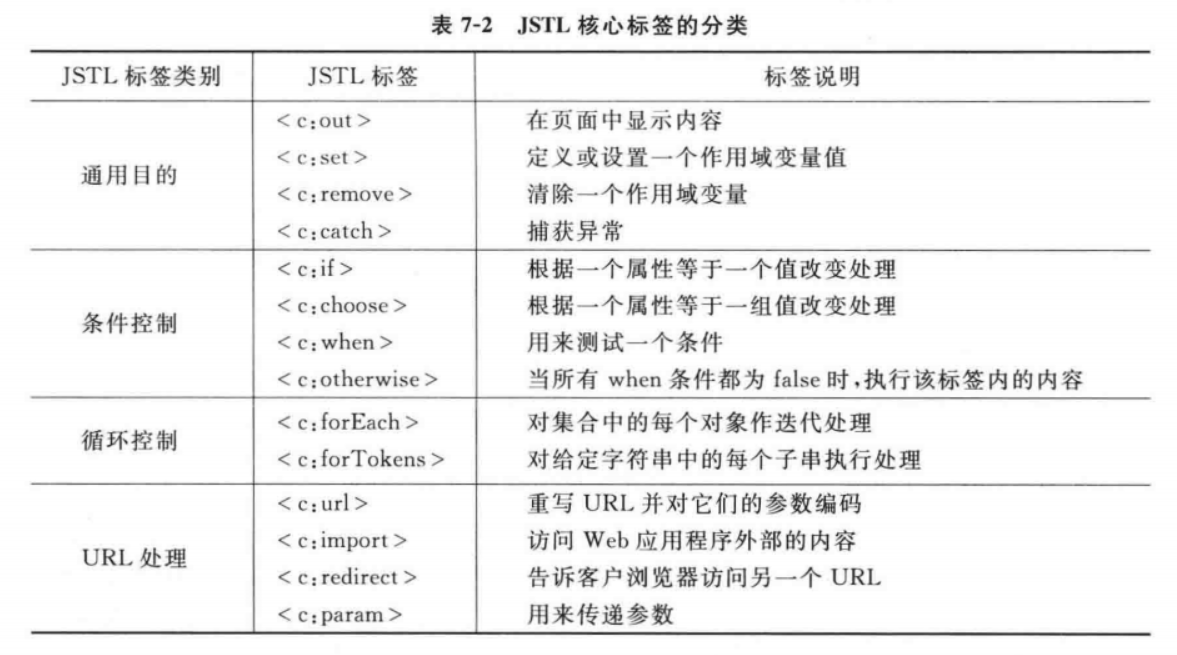 表 7-2 JSTL 核心标签的分类
JSTL 标签类别 JSTL 标签 标签说明
通用目的
<c:out> 在页面中显示内容
<c:set> 定义或设置一个作用域变量值
<c:remove> 清除一个作用域变量
<c:catch> 捕获异常
条件控制
<c:if> 根据一个属性等于一个值改变处理
<c:choose> 根据一个属性等于一组值改变处理
<c:when> 用来测试一个条件
<c:otherwise> 当所有 when 条件都为 false 时,执行该标签内的内容
循环控制
<c:forEach> 对集合中的每个对象作迭代处理
<c:forTokens> 对给定字符串中的每个子串执行处理
URL 处理
<c:url> 重写 URL 并对它们的参数编码
<c:import> 访问 Web 应用程序外部的内容
<c:redirect> 告诉客户浏览器访问另一个 URL
<c:param> 用来传递参数